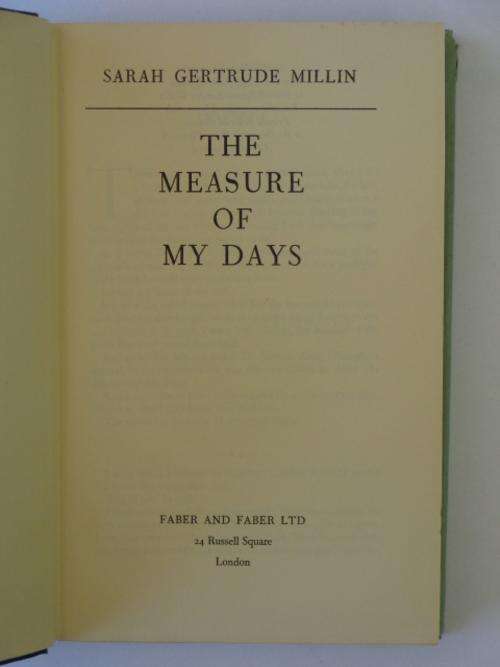 SARAH GERTRUDE MILLIN
THE
MEASURE
OF
MY DAYS
FABER AND FABER LTD
24 Russell Square
London